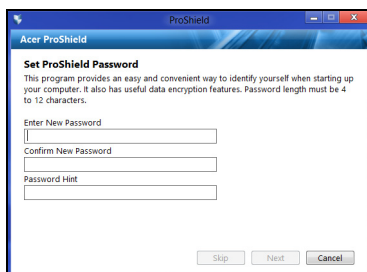 ProShield
Acer ProShield
Set ProShield Password
This program provides an easy and convenient way to identify yourself when starting up
your computer. It also has useful data encryption features. Password length must be 4
to 12 characters.
Enter New Password
Confirm New Password
Password Hint
Skip Next Cancel